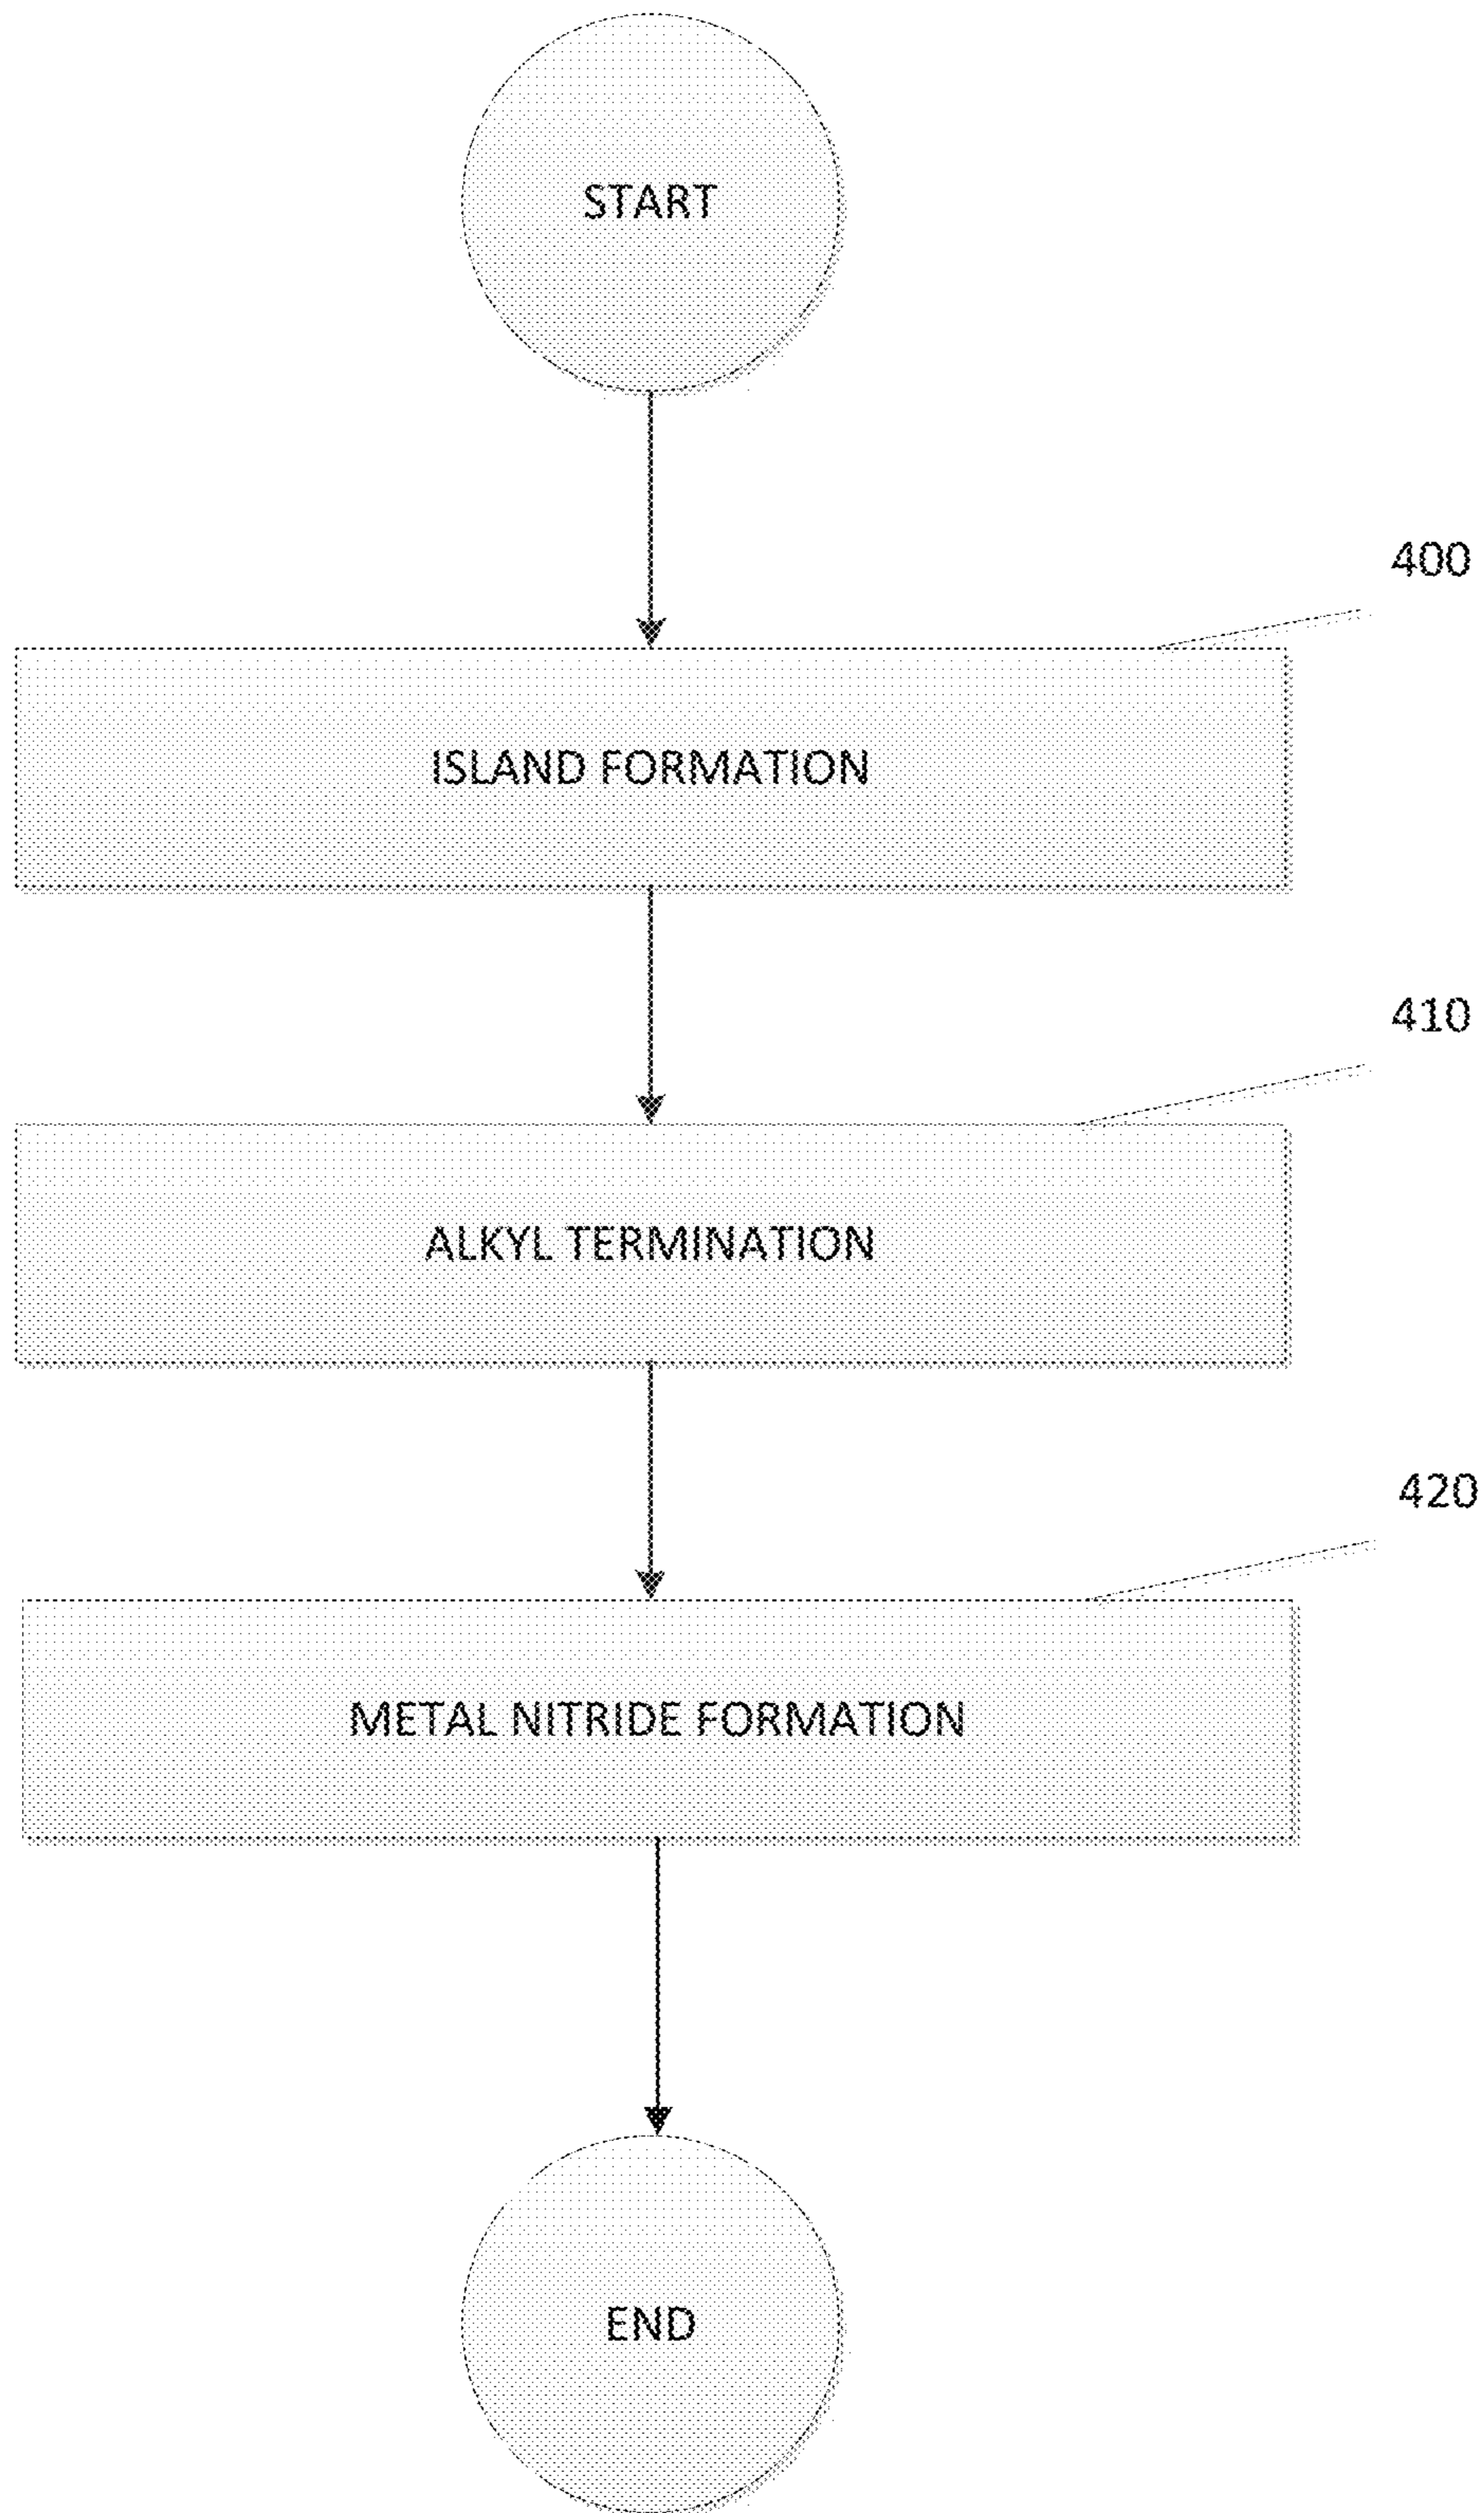 START
400
ISLAND FORMATION
410
ALKYL TERMINATION
420
METAL NITRIDE FORMATION
END